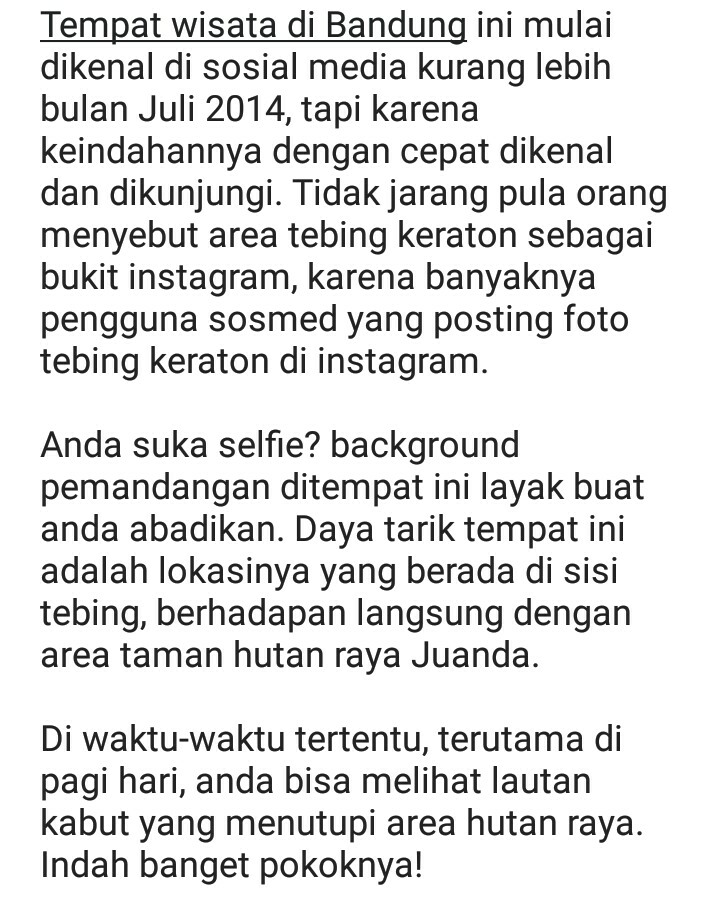 Tempat wisata di Bandung ini mulai
dikenal di sosial media kurang lebih
bulan Juli 2014, tapi karena
keindahannya dengan cepat dikenal
dan dikunjungi. Tidak jarang pula orang
menyebut area tebing keraton sebagai
bukit instagram, karena banyaknya
pengguna sosmed yang posting foto
tebing keraton di instagram.
Anda suka selfie? background
pemandangan ditempat ini layak buat
anda abadikan. Daya tarik tempat ini
adalah lokasinya yang berada di sisi
tebing, berhadapan langsung dengan
area taman hutan raya Juanda.
Di waktu-waktu tertentu, terutama di
pagi hari, anda bisa melihat lautan
kabut yang menutupi area hutan raya.
Indah banget pokoknya!